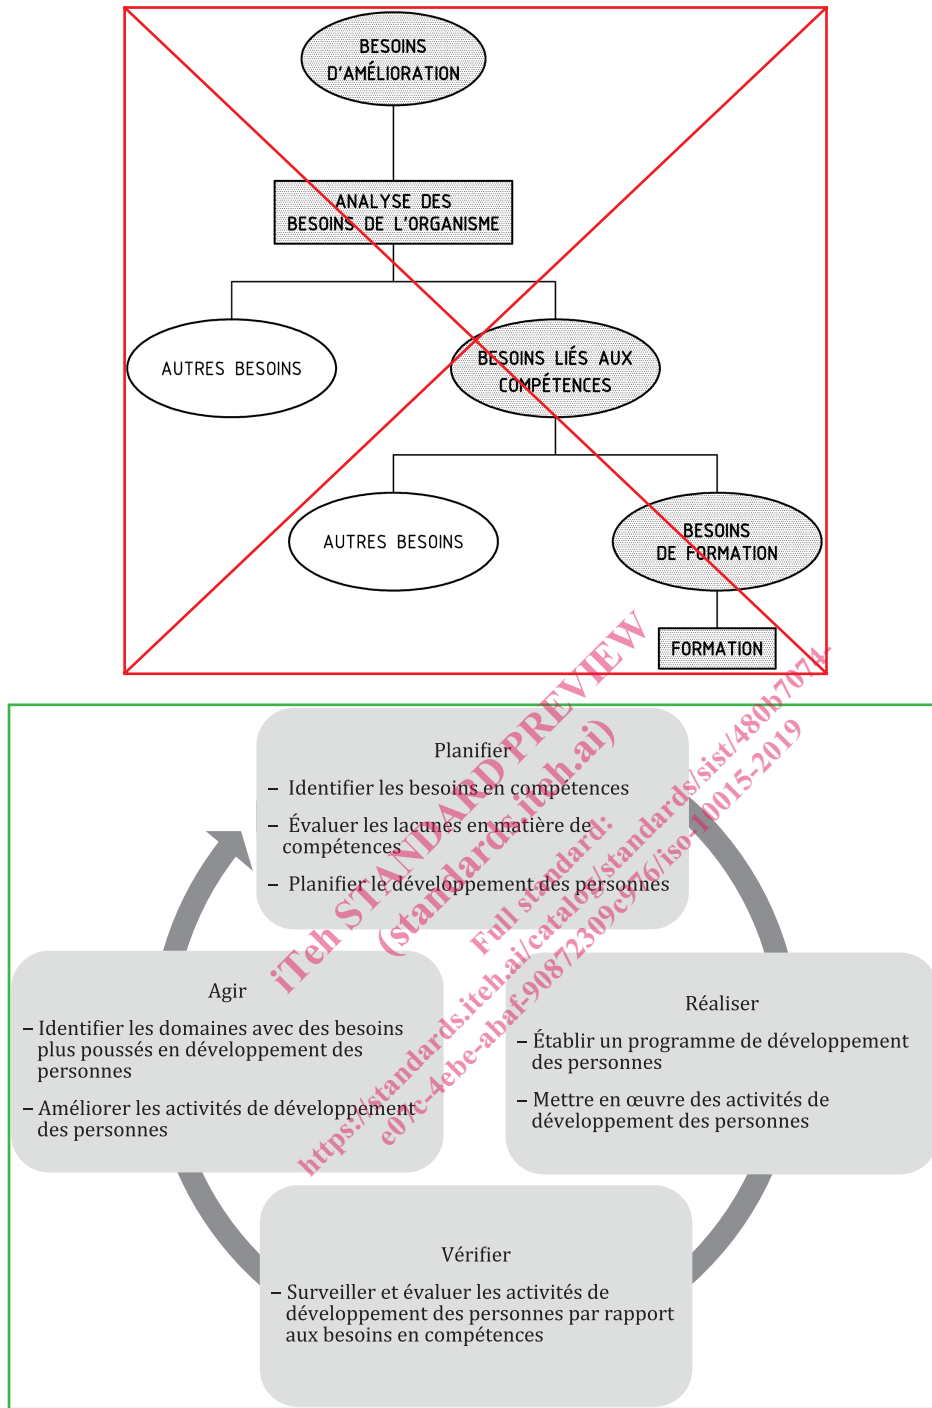 BESOINS
D'AMÉLIORATION
ANALYSE DES
BESOINS DE L'ORGANISME
AUTRES BESOINS
BESOINS LIÉS AUX
COMPÉTENCES
AUTRES BESOINS
BESOINS
DE FORMATION
FORMATION
Planifier
– Identifier les besoins en compétences
– Évaluer les lacunes en matière de
compétences
– Planifier le développement des personnes
Agir
– Identifier les domaines avec des besoins
plus poussés en développement des
personnes
– Améliorer les activités de développement
des personnes
Réaliser
– Établir un programme de développement
des personnes
– Mettre en œuvre des activités de
développement des personnes
Vérifier
– Surveiller et évaluer les activités de
développement des personnes par rapport
aux besoins en compétences
iTeh STANDARD PREVIEW
(standards.iteh.ai)
Full standard:
https://standards.iteh.ai/catalog/standards/sist/480b7074-
e07c-4ebe-abaf-90872309c976/iso-10015-2019